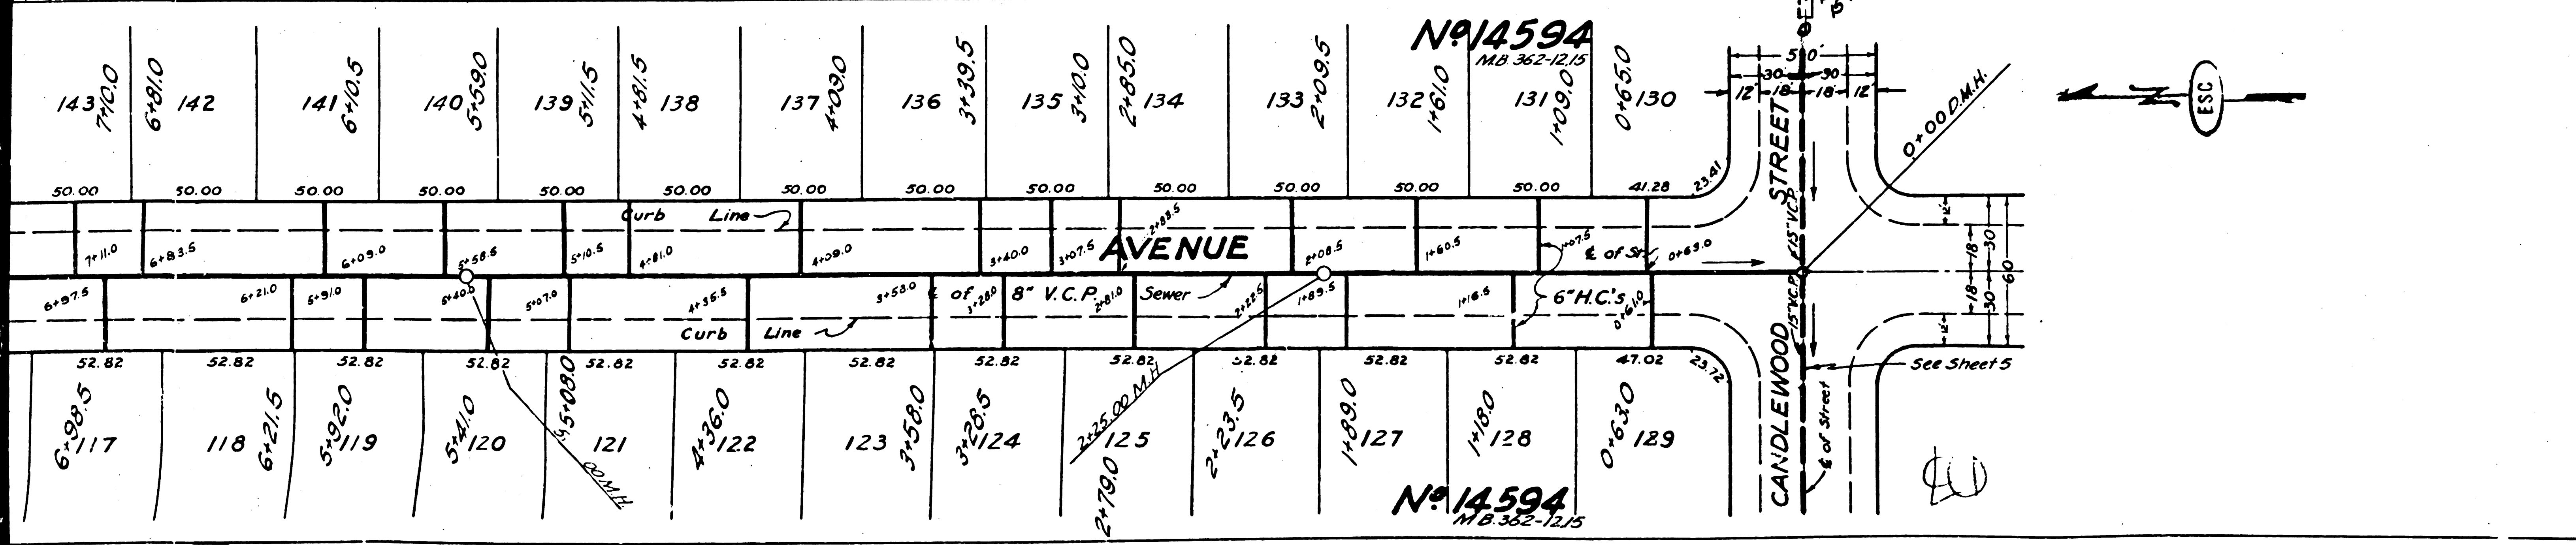 Nº 14594
M.B. 362-12,15
143 7+10.0 6+81.0 142 141 6+10.5 140 5+59.0 139 5+11.5 4+81.5 138 137 4+09.0 136 3+39.5 135 3+10.0 2+85.0 134 133 2+09.5 132 1+61.0 131 1+09.0 0+65.0 130
30 30
12' 18' 18' 12'
STREET
0+00 D.M.H.
ESC
50.00 50.00 50.00 50.00 50.00 50.00 50.00 50.00 50.00 50.00 50.00 50.00 50.00 41.28 23.41
Curb Line
2+83.5
15" V.C.P.
12'
7+11.0 6+83.5 6+09.0 5+58.5 5+10.5 4+81.0 4+09.0 3+40.0 3+07.5 AVENUE 2+08.5 1+60.5 1+07.5 ℄ of St. 0+63.0
18 30
60
6+97.5 6+21.0 5+91.0 5+40.0 5+07.0 4+35.5 3+58.0 ℄ of 3+28.0 8" V.C.P. 2+81.0 Sewer 2+22.5 1+89.5 1+16.5 6" H.C.'s 0+61.0
15" V.C.P.
18 30
12'
Curb Line
52.82 52.82 52.82 52.82 52.82 52.82 52.82 52.82 52.82 52.82 52.82 52.82 47.02 23.72
See Sheet 5
6+98.5 117 118 6+21.5 5+92.0 119 5+41.0 120 5+08.0 121 4+36.0 122 123 3+58.0 3+28.5 124 2+25.00 M.H. 125 2+79.0 2+23.5 126 1+89.0 127 1+18.0 128 0+63.0 129
00 M.H.
CANDLEWOOD
℄ of Street
Nº 14594
M.B. 362-12,15